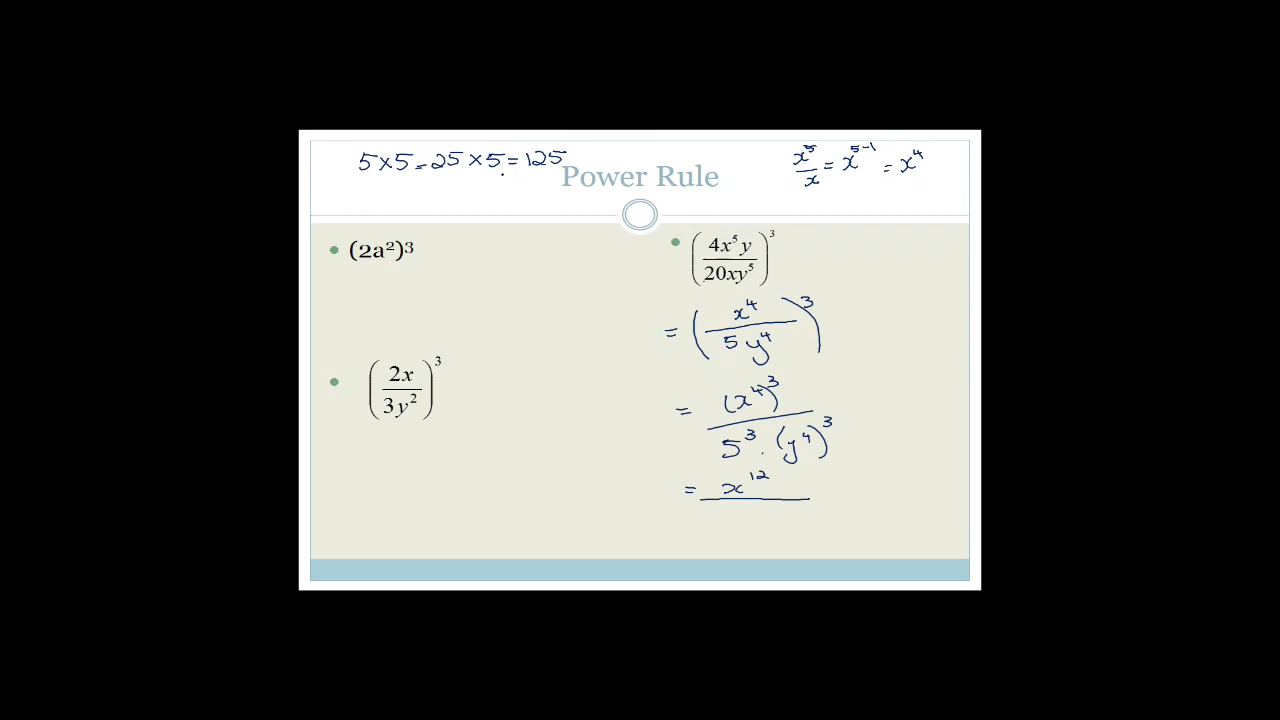 5×5=25×5=125
x⁵/x = x⁵⁻¹ = x⁴
Power Rule
• (2a²)³
• (2x/3y²)³
• (4x⁵y/20xy⁵)³
= (x⁴/5y⁴)³
= (x⁴)³/5³.(y⁴)³
= x¹²